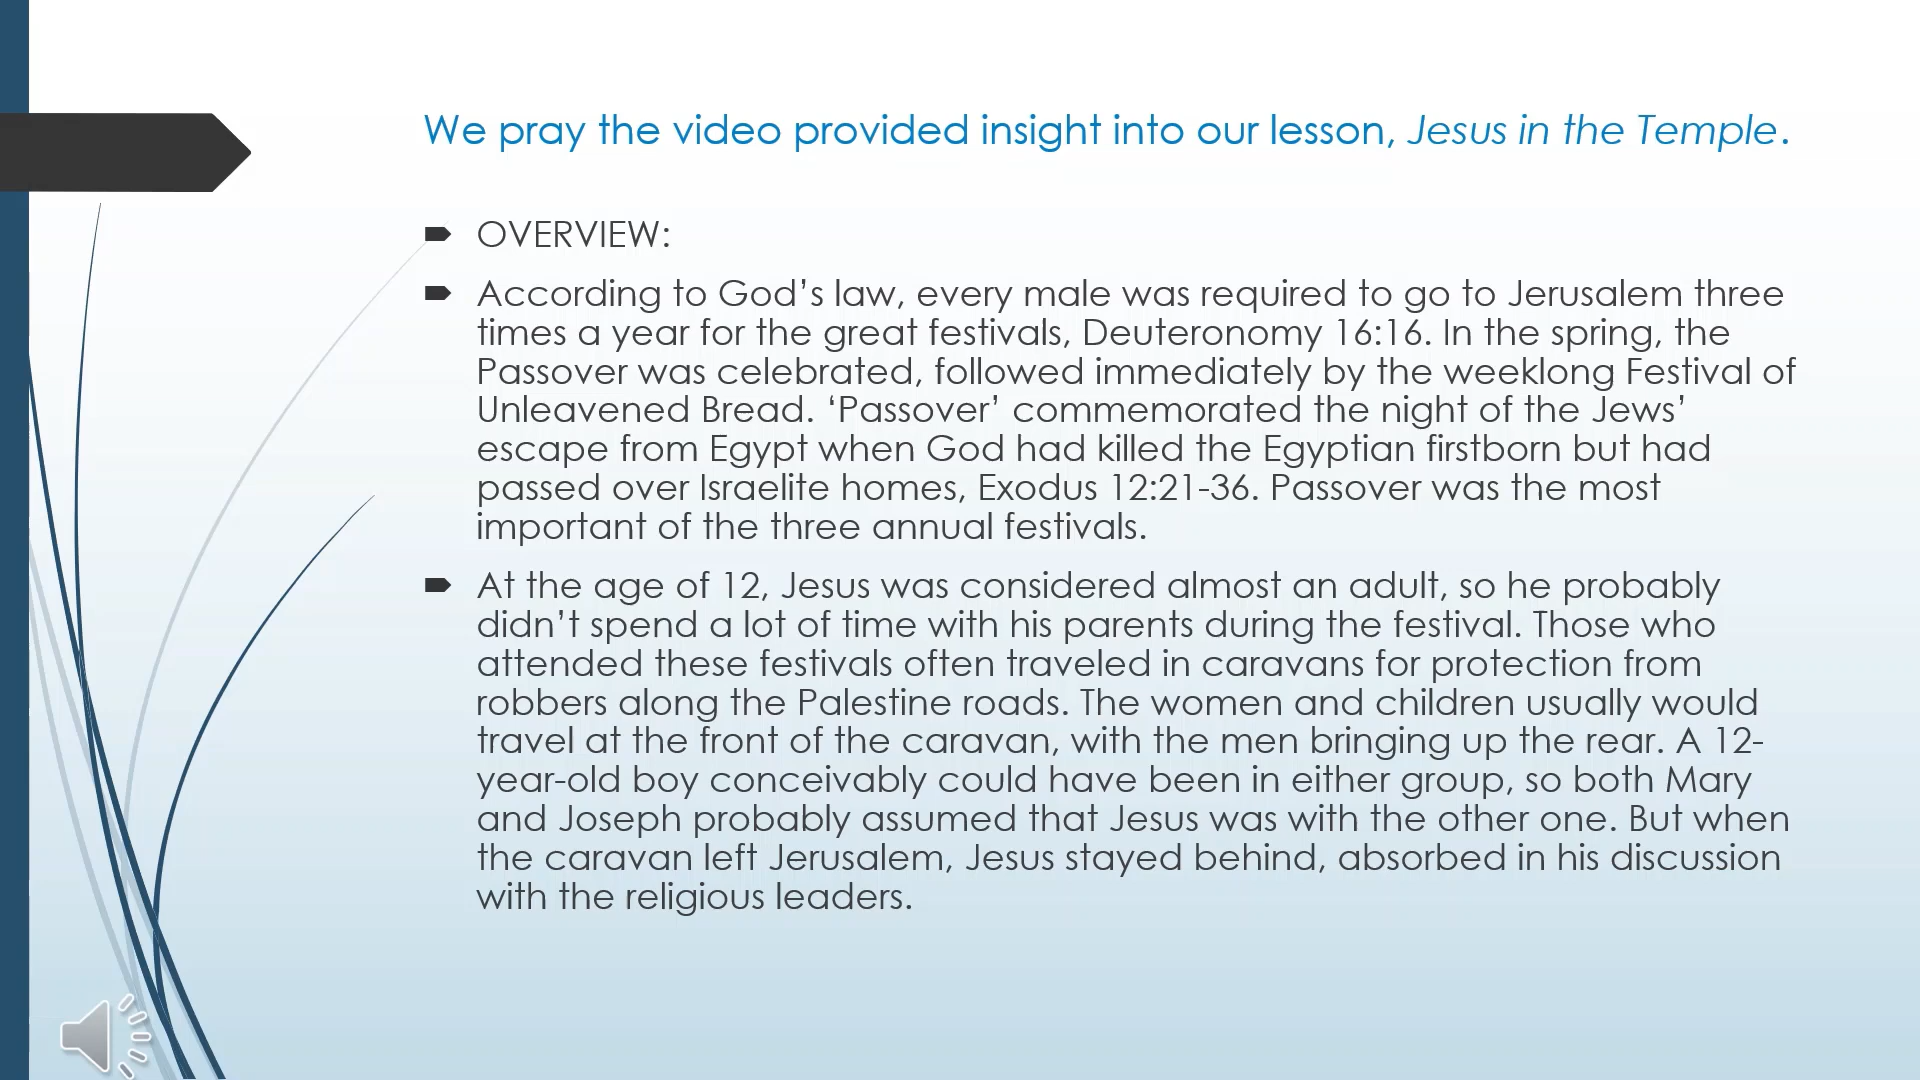 We pray the video provided insight into our lesson, Jesus in the Temple.
OVERVIEW:
According to God’s law, every male was required to go to Jerusalem three
times a year for the great festivals, Deuteronomy 16:16. In the spring, the
Passover was celebrated, followed immediately by the weeklong Festival of
Unleavened Bread. ‘Passover’ commemorated the night of the Jews’
escape from Egypt when God had killed the Egyptian firstborn but had
passed over Israelite homes, Exodus 12:21-36. Passover was the most
important of the three annual festivals.
At the age of 12, Jesus was considered almost an adult, so he probably
didn’t spend a lot of time with his parents during the festival. Those who
attended these festivals often traveled in caravans for protection from
robbers along the Palestine roads. The women and children usually would
travel at the front of the caravan, with the men bringing up the rear. A 12-
year-old boy conceivably could have been in either group, so both Mary
and Joseph probably assumed that Jesus was with the other one. But when
the caravan left Jerusalem, Jesus stayed behind, absorbed in his discussion
with the religious leaders.